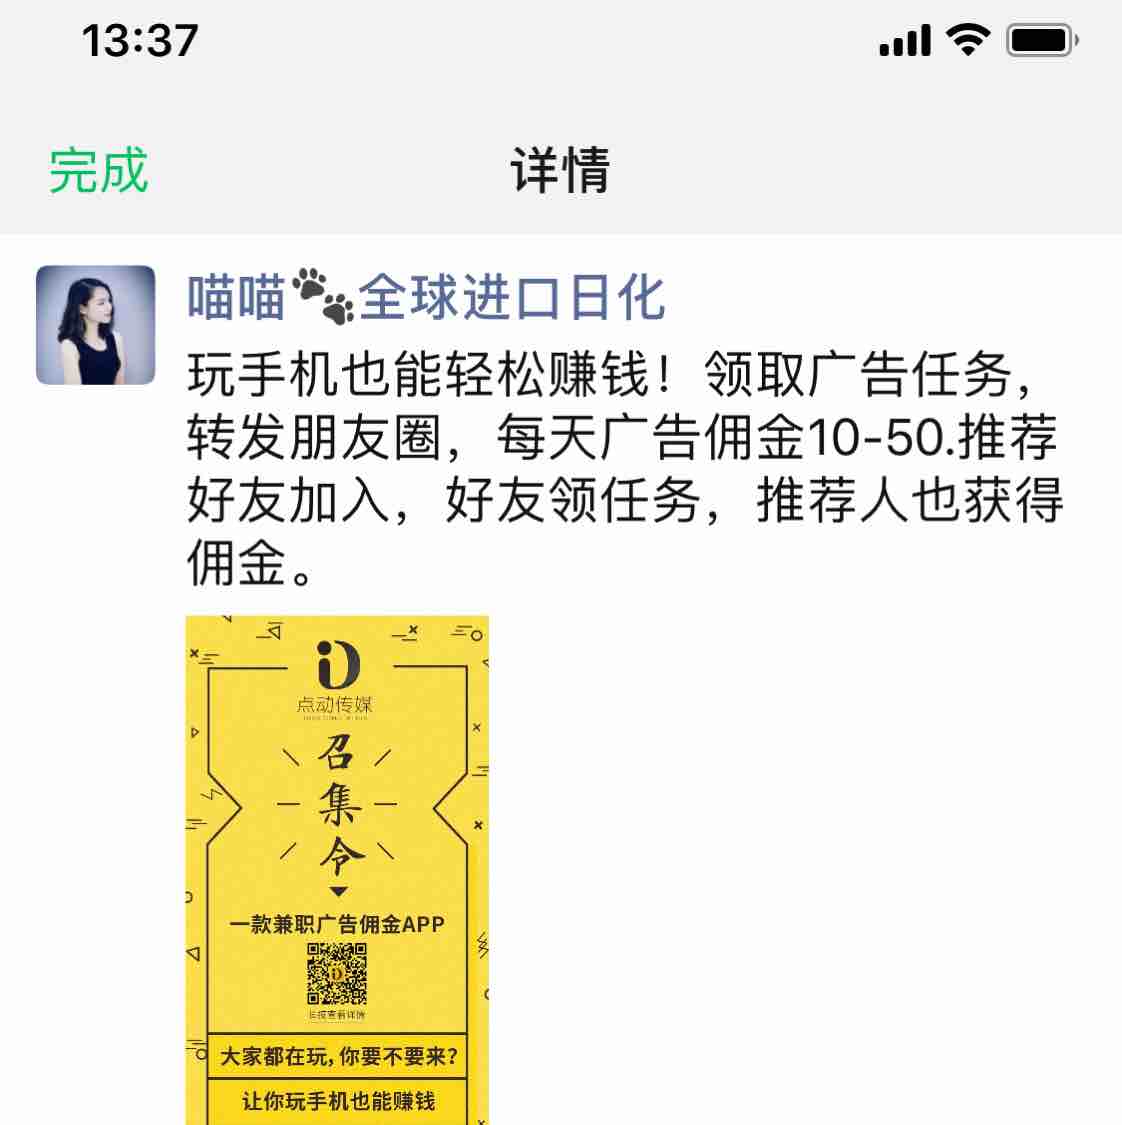 13:37
完成
详情
喵喵🐾全球进口日化
玩手机也能轻松赚钱！领取广告任务，
转发朋友圈，每天广告佣金10-50.推荐
好友加入，好友领任务，推荐人也获得
佣金。
点动传媒
召
集
令
一款兼职广告佣金APP
长按查看详情
大家都在玩，你要不要来？
让你玩手机也能赚钱